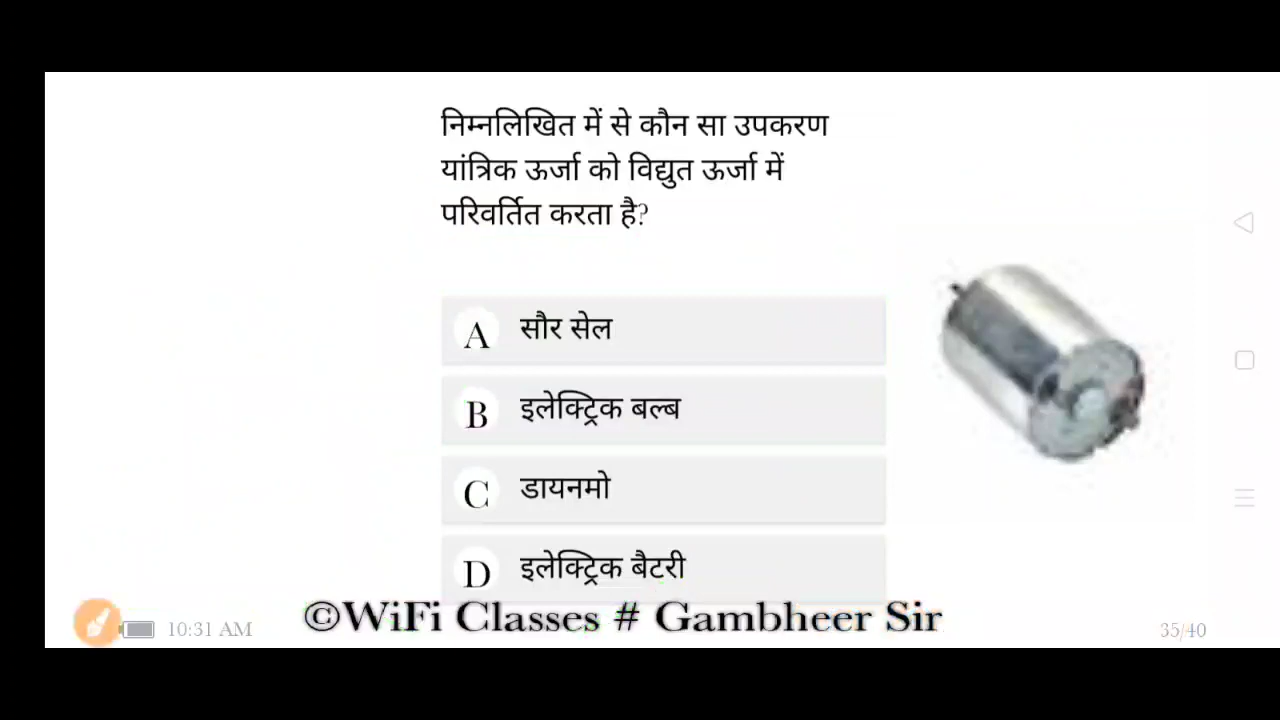 निम्नलिखित में से कौन सा उपकरण
यांत्रिक ऊर्जा को विद्युत ऊर्जा में
परिवर्तित करता है?
A सौर सेल
B इलेक्ट्रिक बल्ब
C डायनमो
D इलेक्ट्रिक बैटरी
©WiFi Classes # Gambheer Sir
10:31 AM
35/40